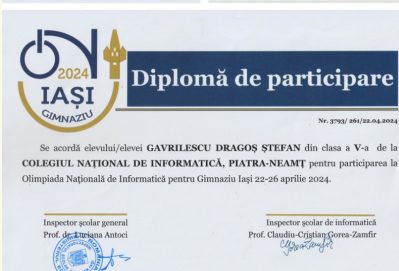 ONI
2024
IAȘI
GIMNAZIU
Diplomă de participare
Nr. 3793/ 261/22.04.2024
Se acordă elevului/elevei GAVRILESCU DRAGOȘ ȘTEFAN din clasa a V-a de la
COLEGIUL NAȚIONAL DE INFORMATICĂ, PIATRA-NEAMȚ pentru participarea la
Olimpiada Națională de Informatică pentru Gimnaziu Iași 22-26 aprilie 2024.
Inspector școlar general
Prof. dr. Luciana Antoci
Inspector școlar de informatică
Prof. Claudiu-Cristian Gorea-Zamfir